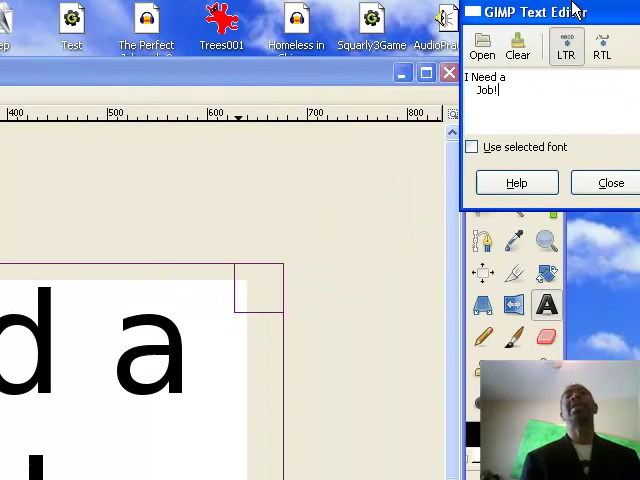 GIMP Text Editor
Test
The Perfect
Trees001
Homeless in
Squarly3Game
Open
Clear
LTR
RTL
I Need a
Job!
Use selected font
Help
Close
400
500
600
700
800
d a